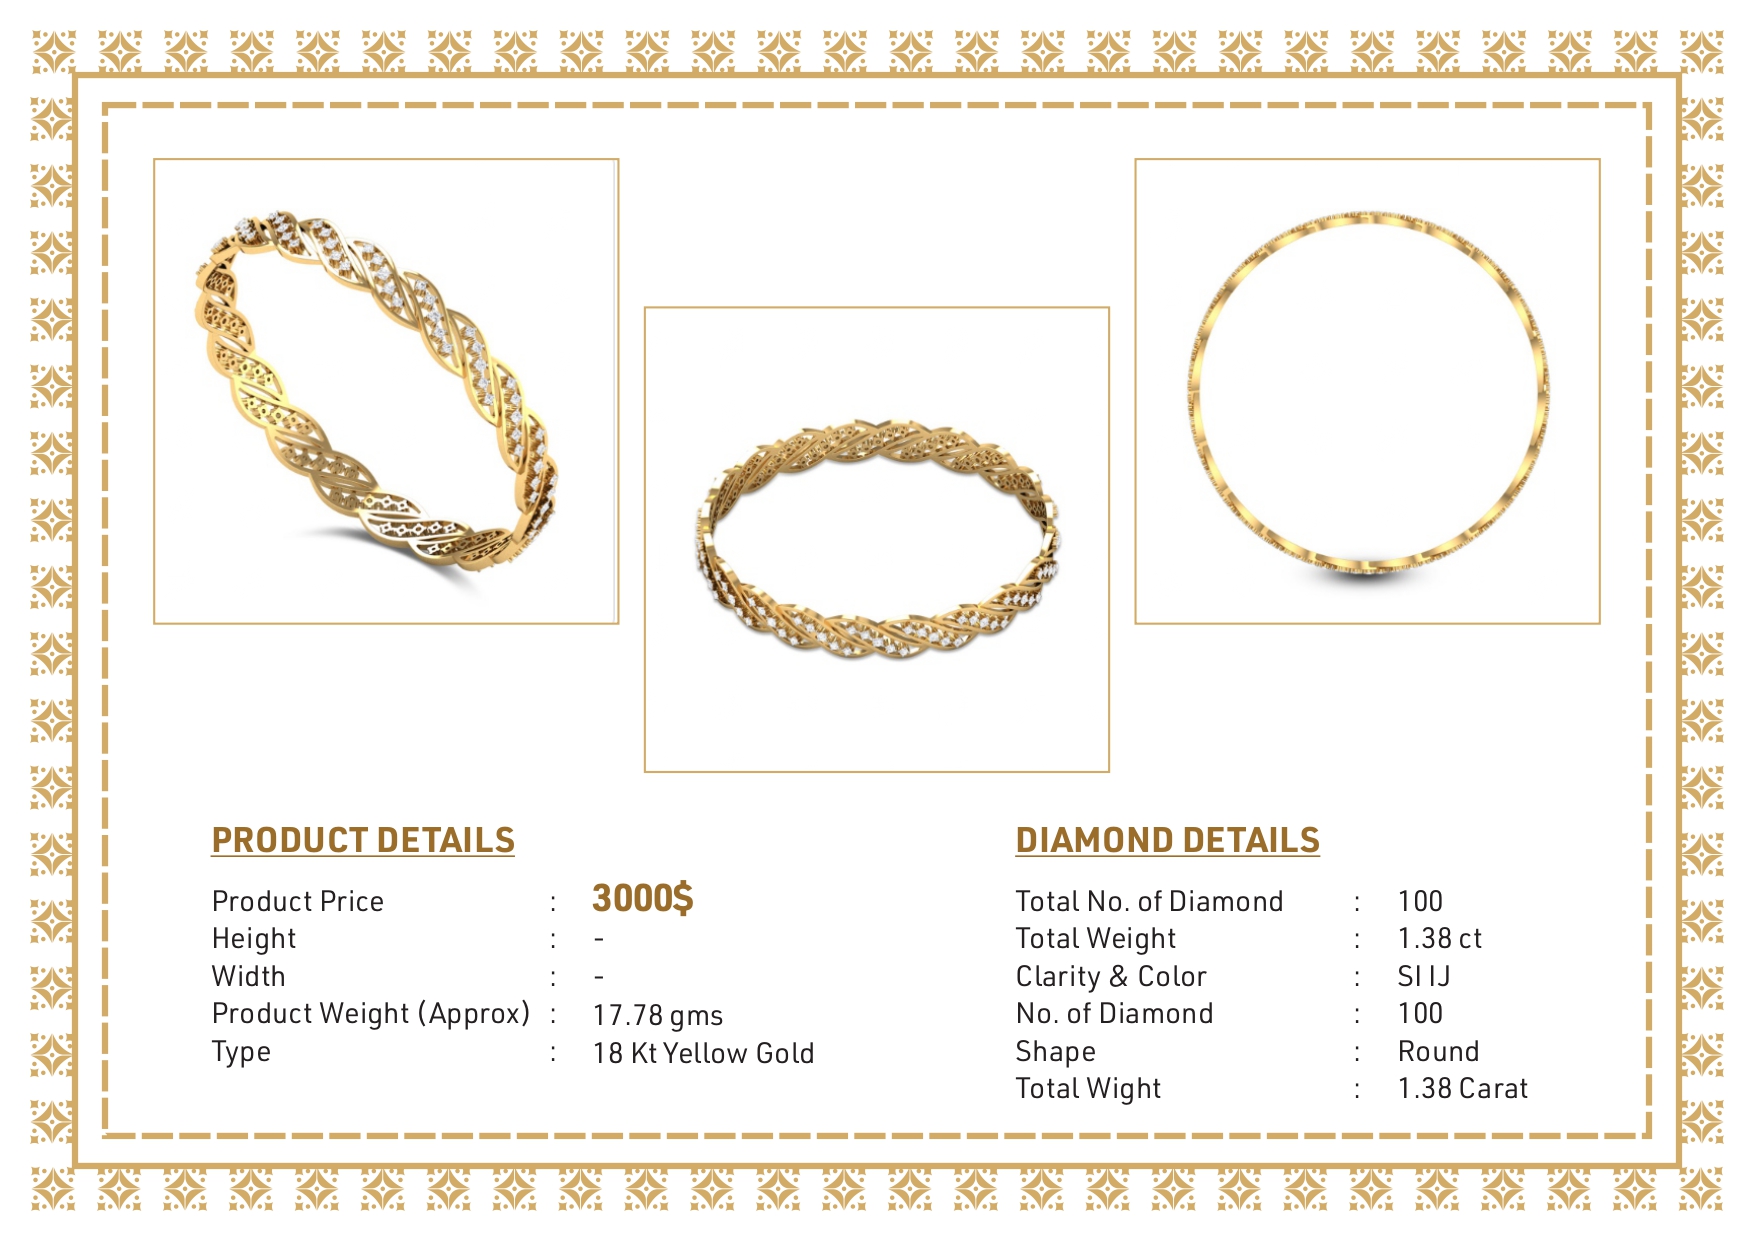 PRODUCT DETAILS
Product Price : 3000$
Height : -
Width : -
Product Weight (Approx) : 17.78 gms
Type : 18 Kt Yellow Gold
DIAMOND DETAILS
Total No. of Diamond : 100
Total Weight : 1.38 ct
Clarity & Color : SI IJ
No. of Diamond : 100
Shape : Round
Total Wight : 1.38 Carat